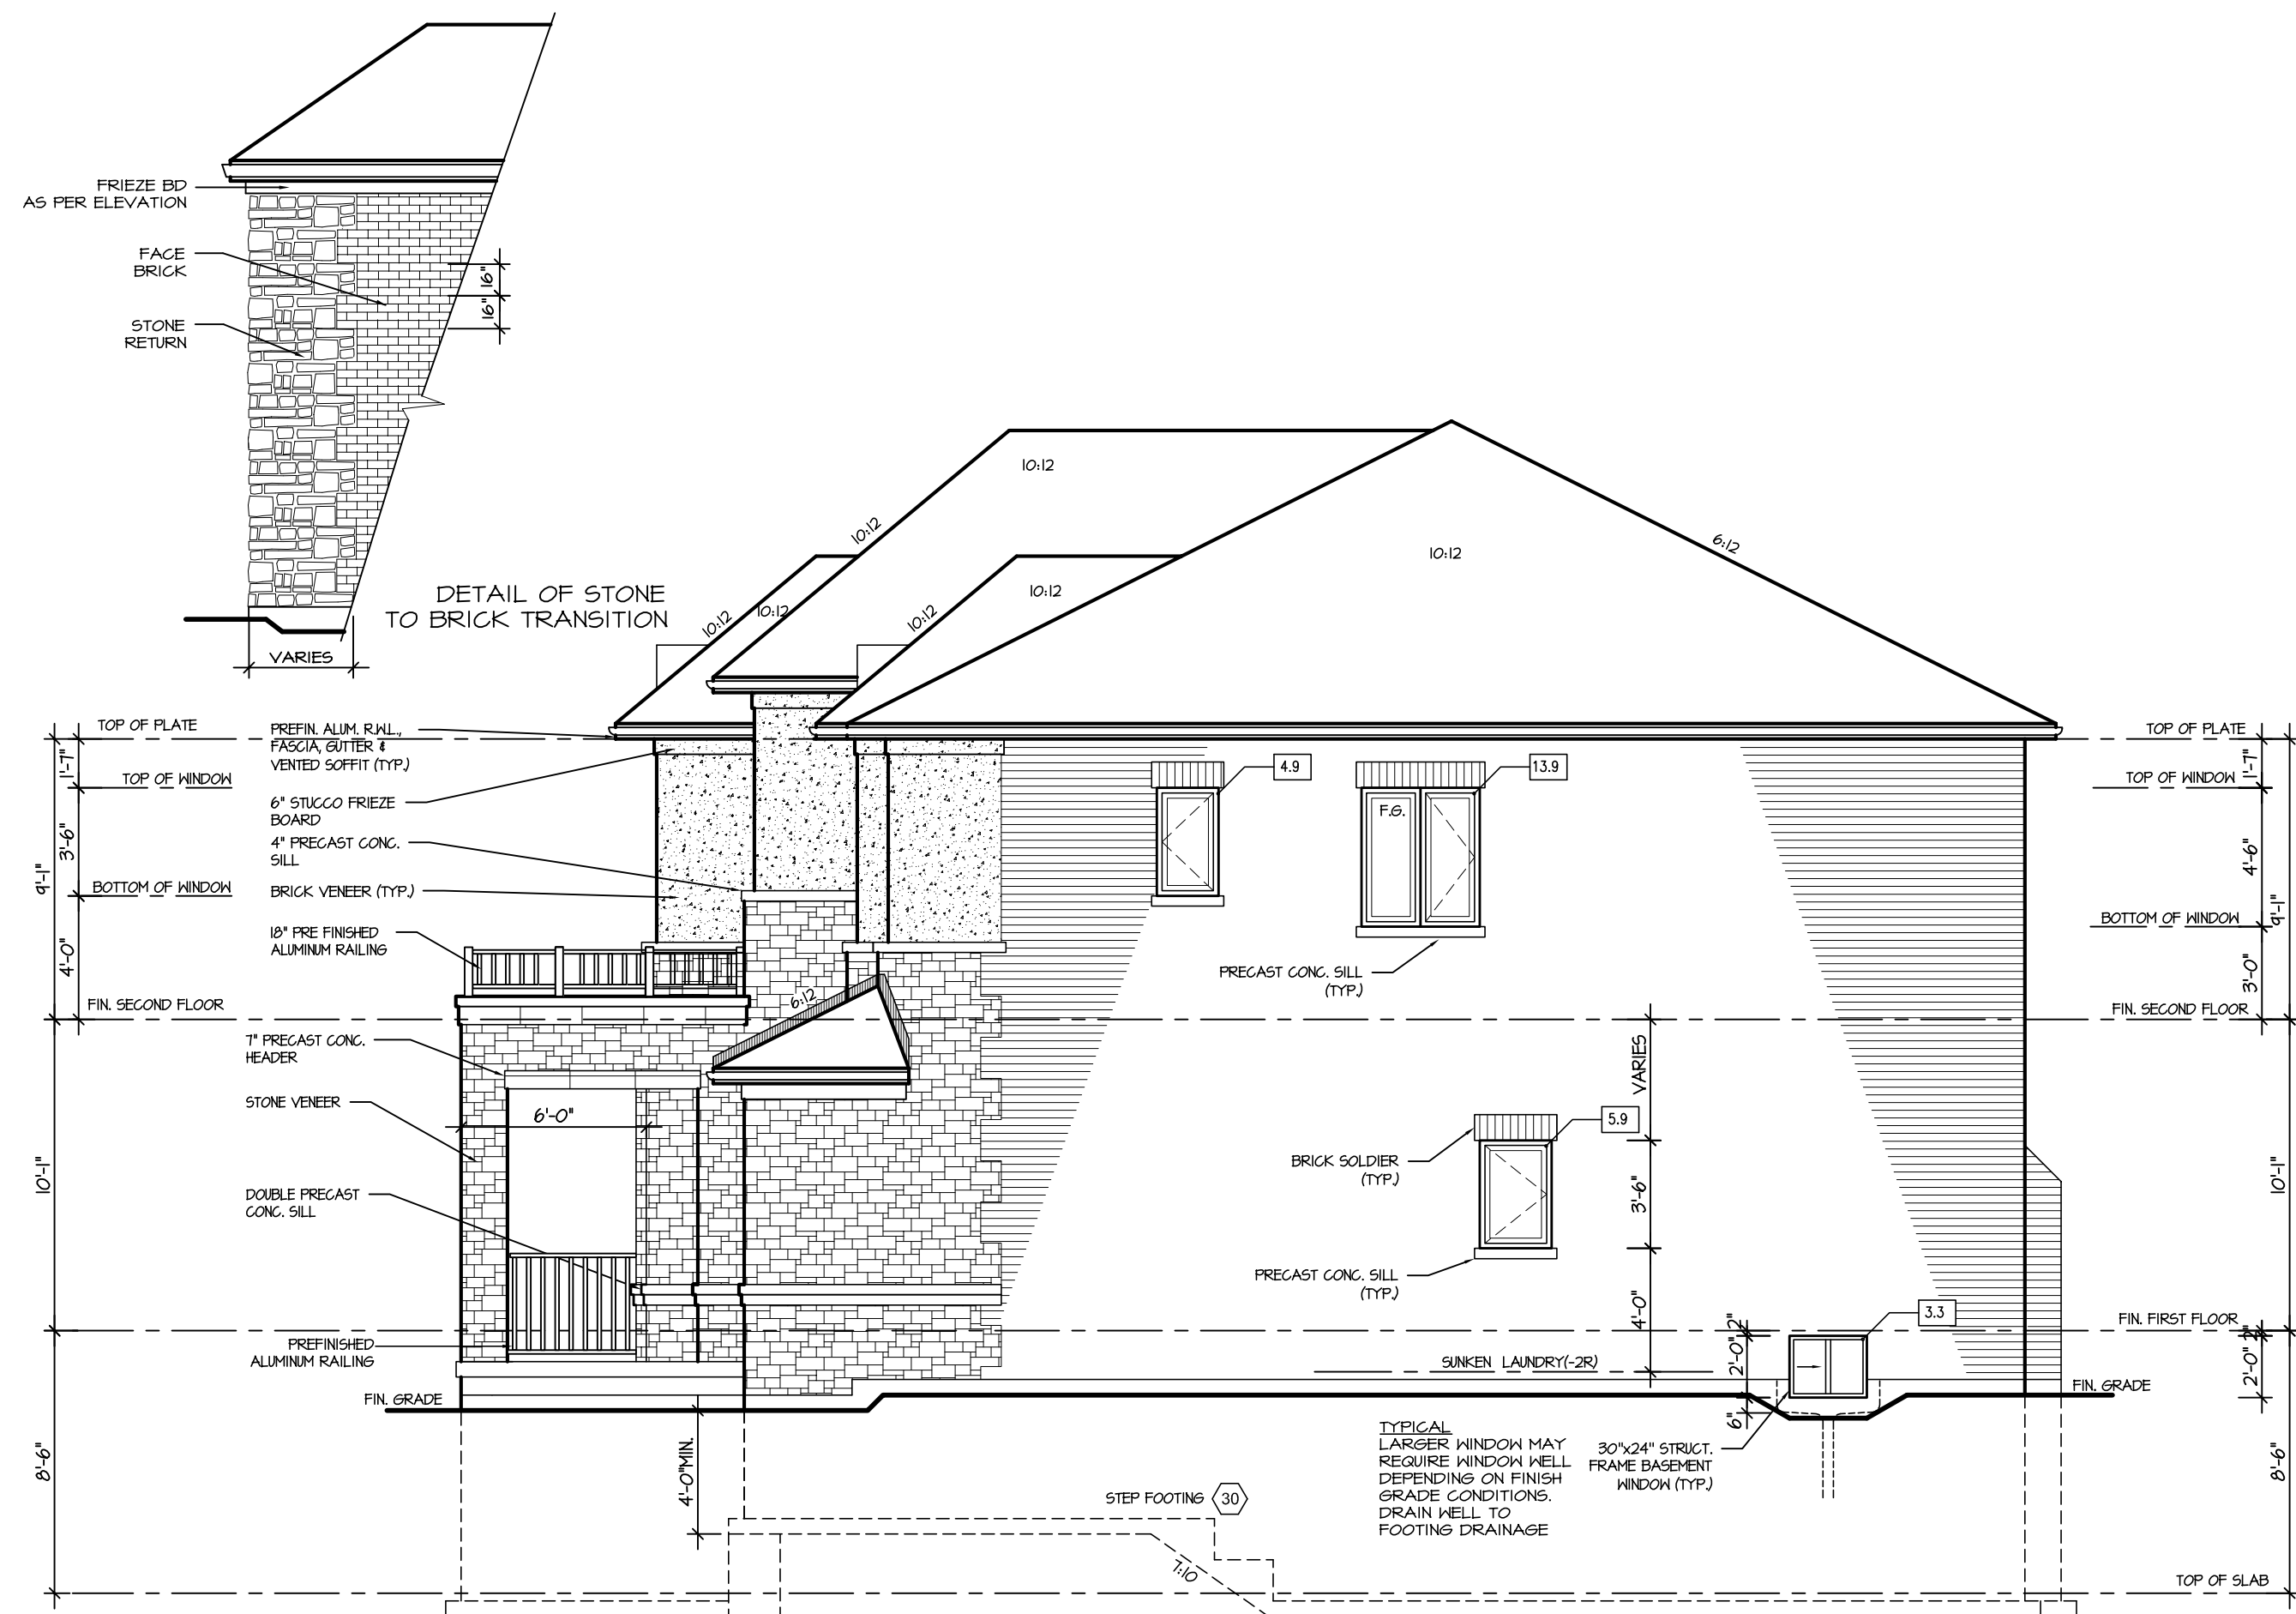 FRIEZE BD
AS PER ELEVATION
FACE
BRICK
STONE
RETURN
16"
16"
VARIES
DETAIL OF STONE
TO BRICK TRANSITION
10:12
10:12
10:12
10:12
10:12
10:12
10:12
10:12
6:12
TOP OF PLATE
TOP OF WINDOW
BOTTOM OF WINDOW
FIN. SECOND FLOOR
1'-7"
3'-6"
4'-0"
9'-1"
10'-1"
8'-6"
PREFIN. ALUM. R.W.L.,
FASCIA, GUTTER &
VENTED SOFFIT (TYP.)
6" STUCCO FRIEZE
BOARD
4" PRECAST CONC.
SILL
BRICK VENEER (TYP.)
18" PRE FINISHED
ALUMINUM RAILING
7" PRECAST CONC.
HEADER
STONE VENEER
DOUBLE PRECAST
CONC. SILL
PREFINISHED
ALUMINUM RAILING
FIN. GRADE
6:12
6'-0"
4'-0"MIN.
4.9
13.9
F.G.
PRECAST CONC. SILL
(TYP.)
5.9
BRICK SOLDIER
(TYP.)
PRECAST CONC. SILL
(TYP.)
VARIES
3'-6"
4'-0"
SUNKEN LAUNDRY(-2R)
3.3
2"
2'-0"
6"
TYPICAL
LARGER WINDOW MAY
REQUIRE WINDOW WELL
DEPENDING ON FINISH
GRADE CONDITIONS.
DRAIN WELL TO
FOOTING DRAINAGE
30"x24" STRUCT.
FRAME BASEMENT
WINDOW (TYP.)
STEP FOOTING 30
7:10
TOP OF PLATE
TOP OF WINDOW
BOTTOM OF WINDOW
FIN. SECOND FLOOR
FIN. FIRST FLOOR
FIN. GRADE
TOP OF SLAB
1'-7"
4'-6"
3'-0"
9'-1"
10'-1"
2"
2'-0"
8'-6"